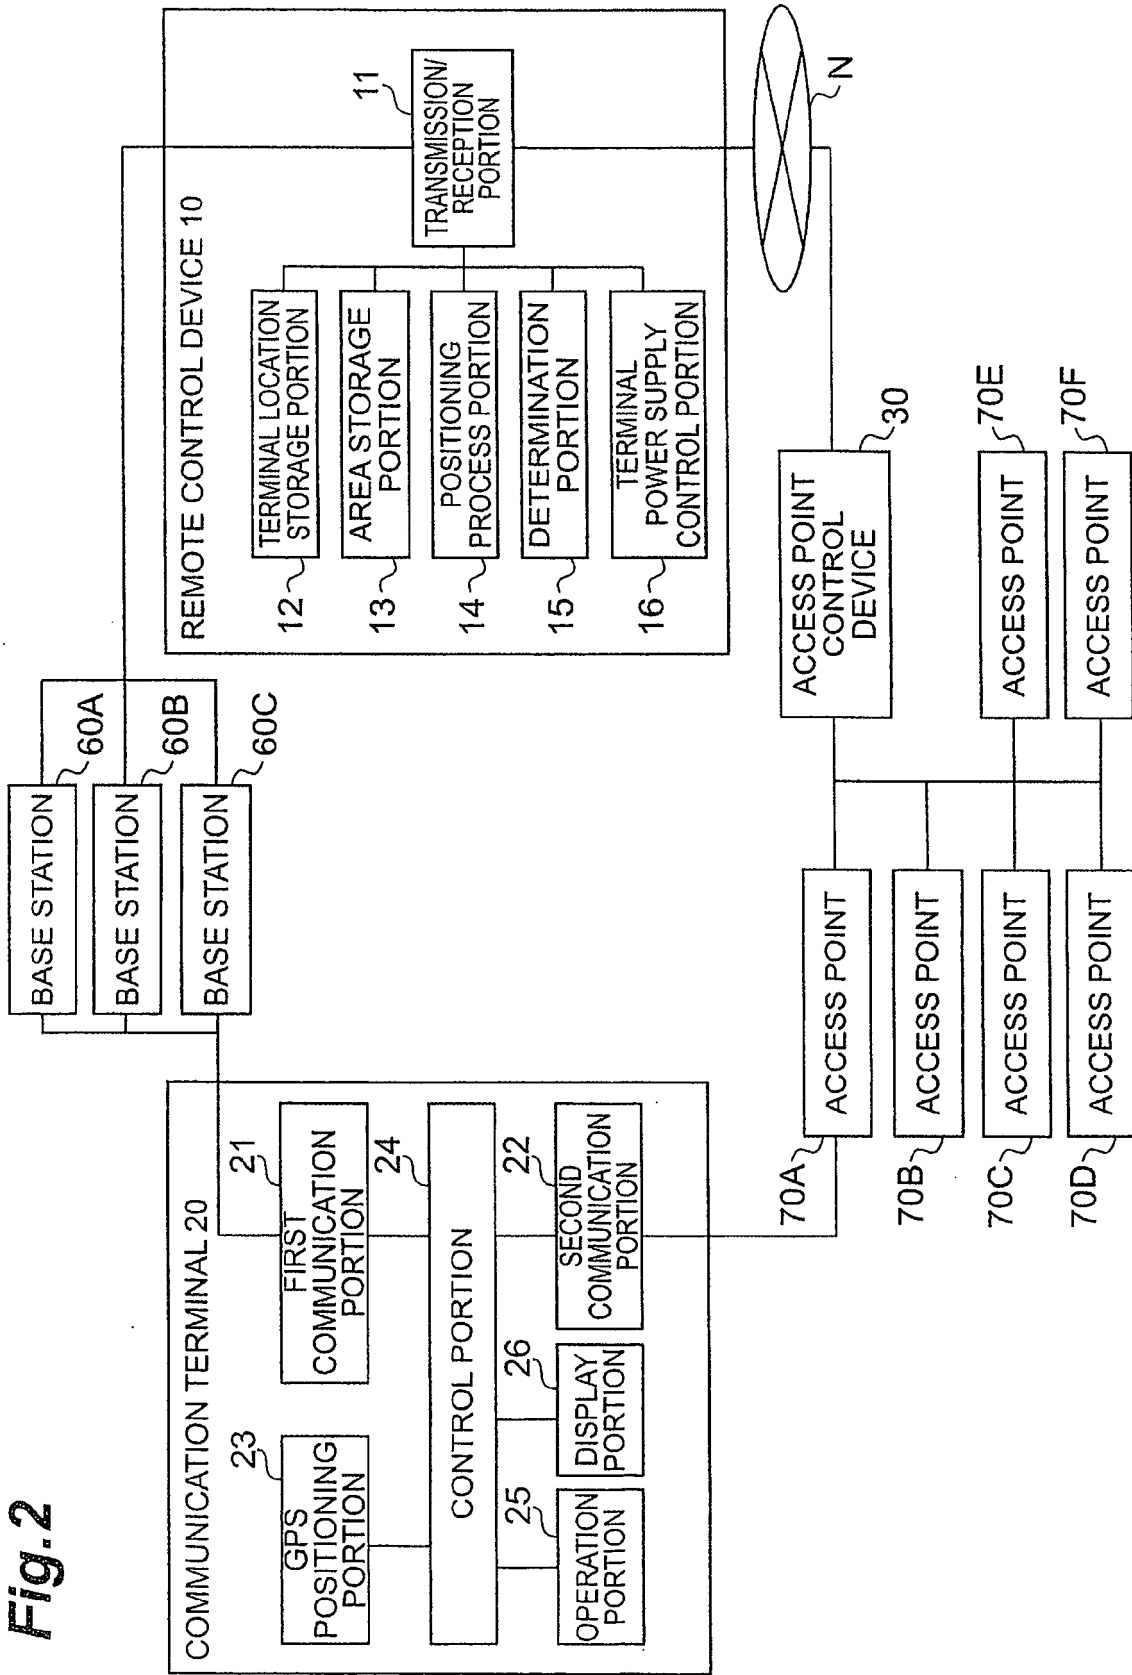 Fig.2
COMMUNICATION TERMINAL 20
23
GPS
POSITIONING
PORTION
21
FIRST
COMMUNICATION
PORTION
24
CONTROL PORTION
25
OPERATION
PORTION
26
DISPLAY
PORTION
22
SECOND
COMMUNICATION
PORTION
BASE STATION
60A
BASE STATION
60B
BASE STATION
60C
REMOTE CONTROL DEVICE 10
12
TERMINAL LOCATION
STORAGE PORTION
13
AREA STORAGE
PORTION
14
POSITIONING
PROCESS PORTION
15
DETERMINATION
PORTION
16
TERMINAL
POWER SUPPLY
CONTROL PORTION
11
TRANSMISSION/
RECEPTION
PORTION
N
30
ACCESS POINT
CONTROL
DEVICE
70A
ACCESS POINT
70B
ACCESS POINT
70C
ACCESS POINT
70D
ACCESS POINT
70E
ACCESS POINT
70F
ACCESS POINT